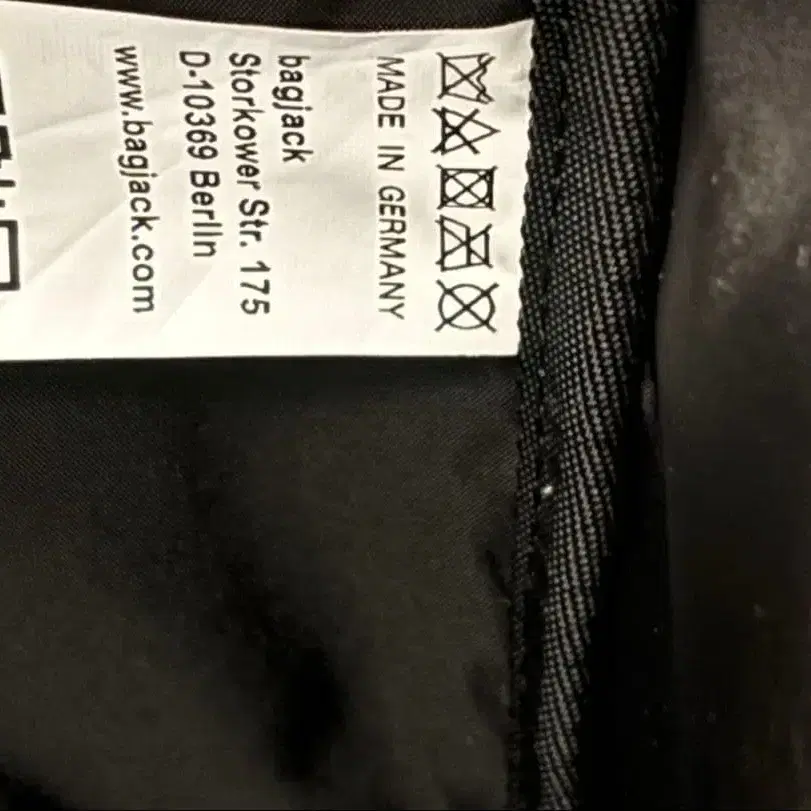 MADE IN GERMANY
bagjack
Storkower Str. 175
D-10369 Berlin
www.bagjack.com